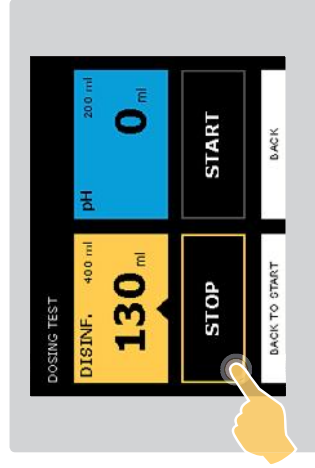 DOSING TEST
DISINF. 400 ml
130 ml
STOP
BACK TO START
pH 200 ml
0 ml
START
BACK